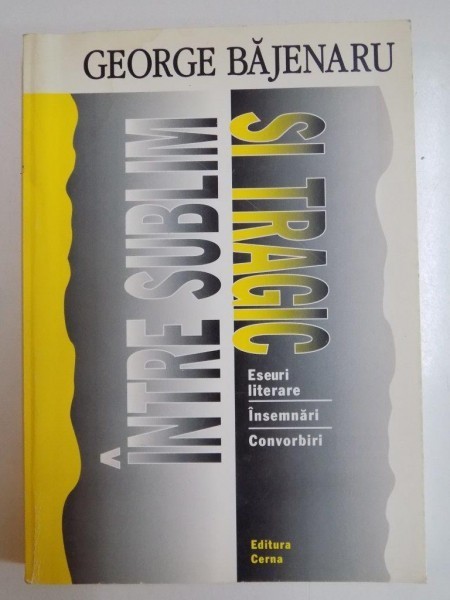 GEORGE BĂJENARU
ÎNTRE SUBLIM
ȘI TRAGIC
Eseuri
literare
Însemnări
Convorbiri
Editura
Cerna